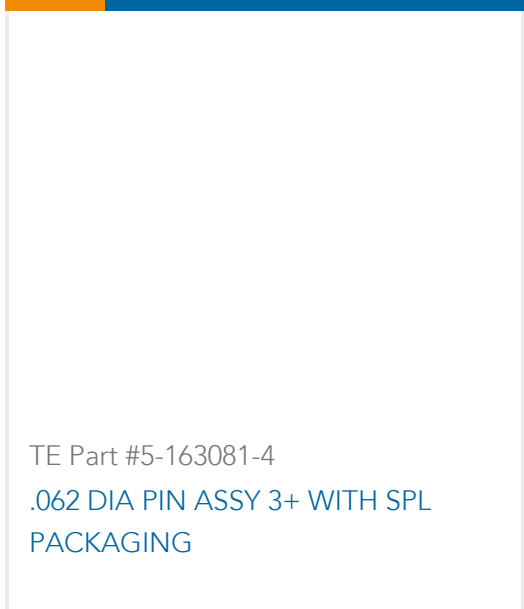 TE Part #5-163081-4
.062 DIA PIN ASSY 3+ WITH SPL
PACKAGING